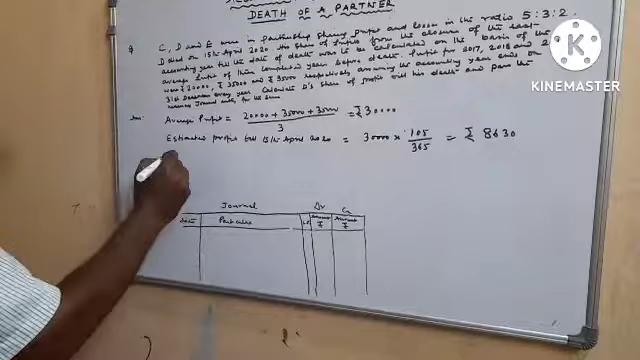 DEATH OF A PARTNER
Q C, D and E were in partnership sharing profits and losses in the ratio 5:3:2.
D died on 15th April 2020. His share of profits from the closure of the last
accounting year till the date of death was to be calculated on the basis of the
average profit of three completed years before death. Profit for 2017, 2018 and 2
were ₹ 20000, ₹ 35000 and ₹ 35000 respectively assuming the accounting year ends on
31st December every year. Calculate D's share of profit till his death and pass the
necessary Journal entry for the same
Ans: Average Profit = 20000 + 35000 + 35000 / 3 = ₹ 30000
Estimated profit till 15th April 2020 = 30000 × 105/365 = ₹ 8630
Journal
Date Particulars L.F Dr Amount ₹ Cr Amount ₹
KINEMASTER